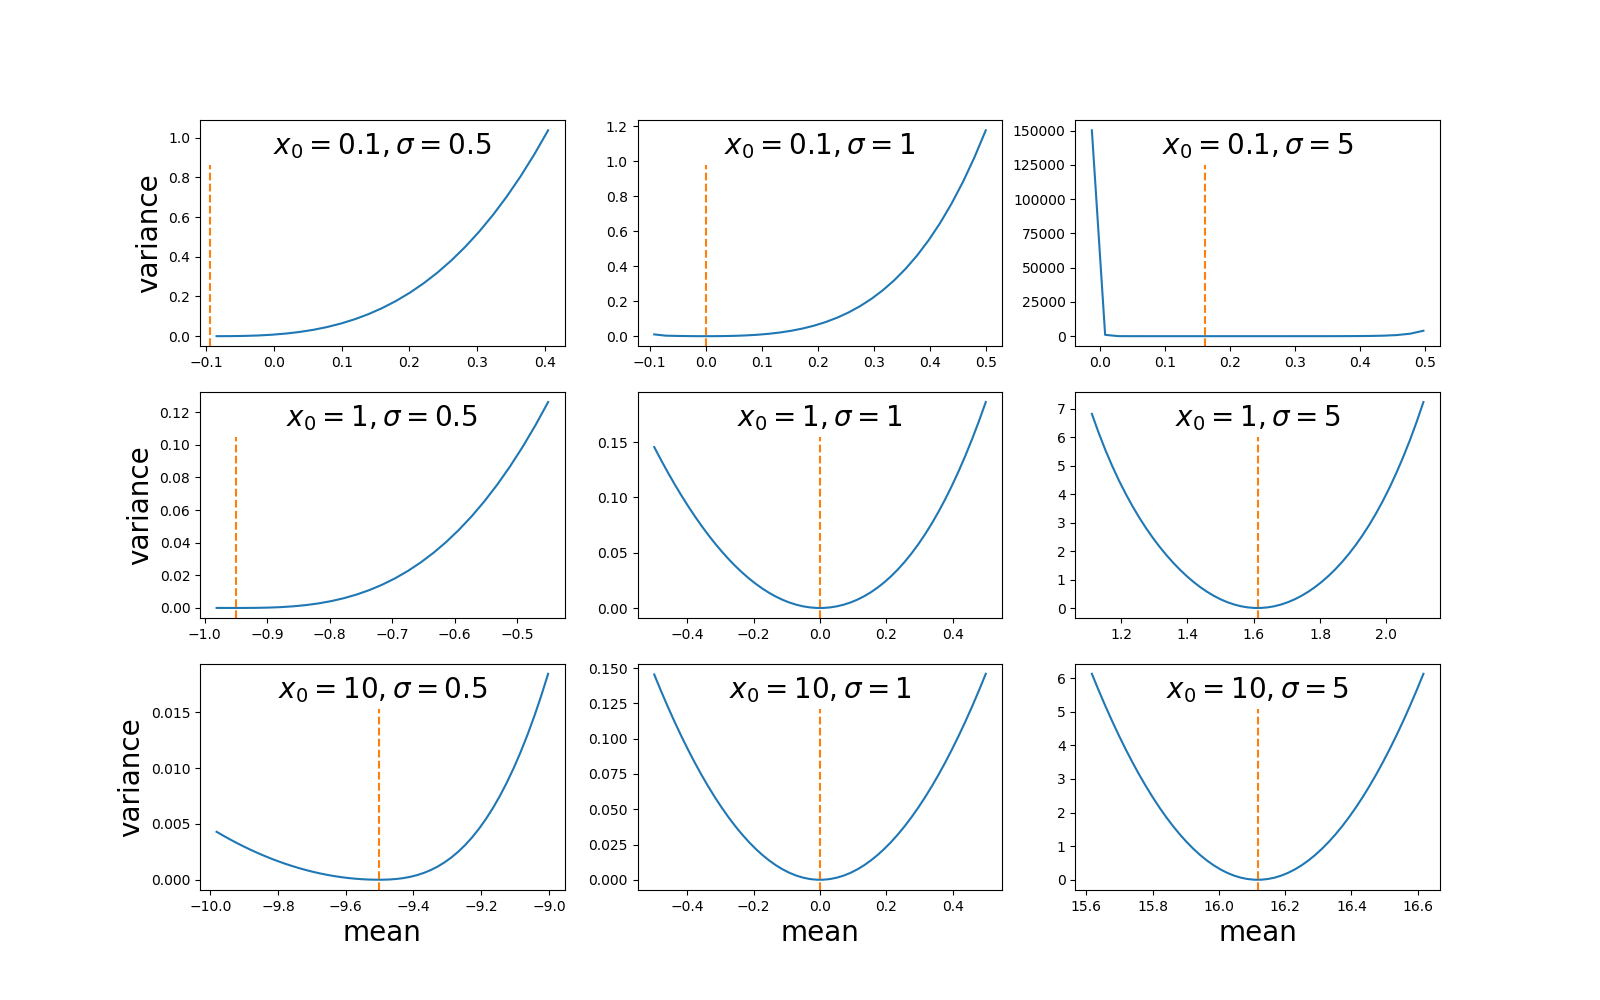 x₀ = 0.1, σ = 0.5
variance
1.0
0.8
0.6
0.4
0.2
0.0
−0.1 0.0 0.1 0.2 0.3 0.4
x₀ = 0.1, σ = 1
1.2
1.0
0.8
0.6
0.4
0.2
0.0
−0.1 0.0 0.1 0.2 0.3 0.4 0.5
x₀ = 0.1, σ = 5
150000
125000
100000
75000
50000
25000
0
0.0 0.1 0.2 0.3 0.4 0.5
x₀ = 1, σ = 0.5
variance
0.12
0.10
0.08
0.06
0.04
0.02
0.00
−1.0 −0.9 −0.8 −0.7 −0.6 −0.5
x₀ = 1, σ = 1
0.15
0.10
0.05
0.00
−0.4 −0.2 0.0 0.2 0.4
x₀ = 1, σ = 5
7
6
5
4
3
2
1
0
1.2 1.4 1.6 1.8 2.0
x₀ = 10, σ = 0.5
variance
0.015
0.010
0.005
0.000
−10.0 −9.8 −9.6 −9.4 −9.2 −9.0
mean
x₀ = 10, σ = 1
0.150
0.125
0.100
0.075
0.050
0.025
0.000
−0.4 −0.2 0.0 0.2 0.4
mean
x₀ = 10, σ = 5
6
5
4
3
2
1
0
15.6 15.8 16.0 16.2 16.4 16.6
mean